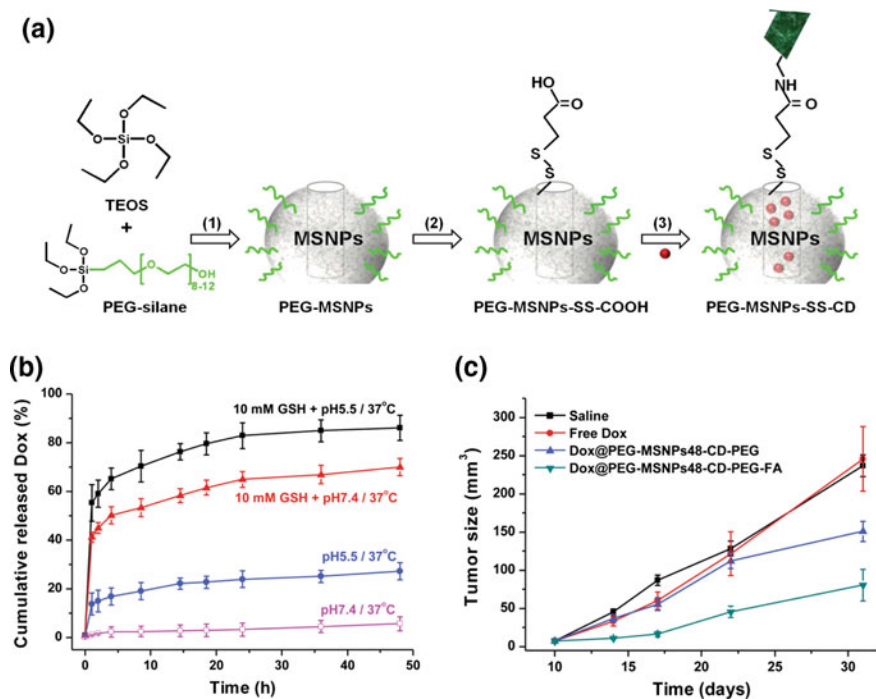 (a)
HO
O
NH
O
S
S
S
S
O
O
Si
O
O
TEOS
+
O
O
Si
O
O
OH
8-12
PEG-silane
(1)
MSNPs
PEG-MSNPs
(2)
MSNPs
PEG-MSNPs-SS-COOH
(3)
MSNPs
PEG-MSNPs-SS-CD
(b)
Cumulative released Dox (%)
100
80
60
40
20
0
10 mM GSH + pH5.5 / 37°C
10 mM GSH + pH7.4 / 37°C
pH5.5 / 37°C
pH7.4 / 37°C
0 10 20 30 40 50
Time (h)
(c)
Tumor size (mm3)
300
250
200
150
100
50
0
Saline
Free Dox
Dox@PEG-MSNPs48-CD-PEG
Dox@PEG-MSNPs48-CD-PEG-FA
10 15 20 25 30
Time (days)